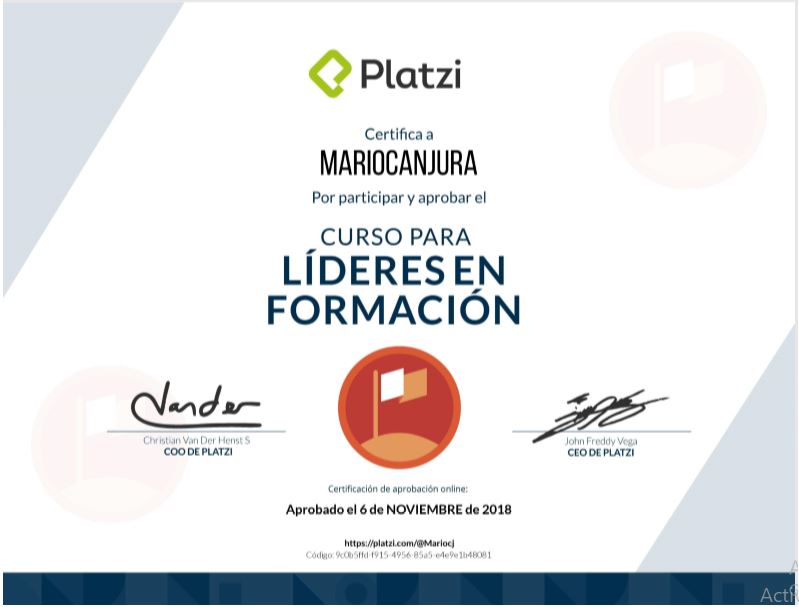 Platzi
Certifica a
MARIOCANJURA
Por participar y aprobar el
CURSO PARA
LÍDERES EN
FORMACIÓN
Christian Van Der Henst S
COO DE PLATZI
John Freddy Vega
CEO DE PLATZI
Certificación de aprobación online:
Aprobado el 6 de NOVIEMBRE de 2018
https://platzi.com/@Mariocj
Código: 9c0b5ffd-f915-4956-85a5-e4e9e1b48081